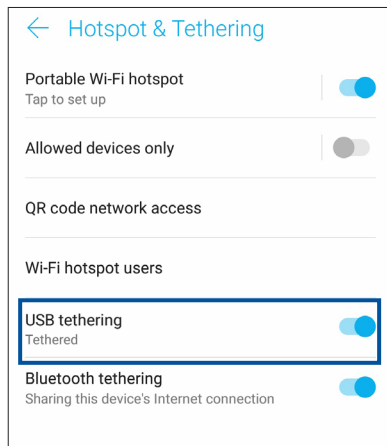 Hotspot & Tethering
Portable Wi-Fi hotspot
Tap to set up
Allowed devices only
QR code network access
Wi-Fi hotspot users
USB tethering
Tethered
Bluetooth tethering
Sharing this device's Internet connection